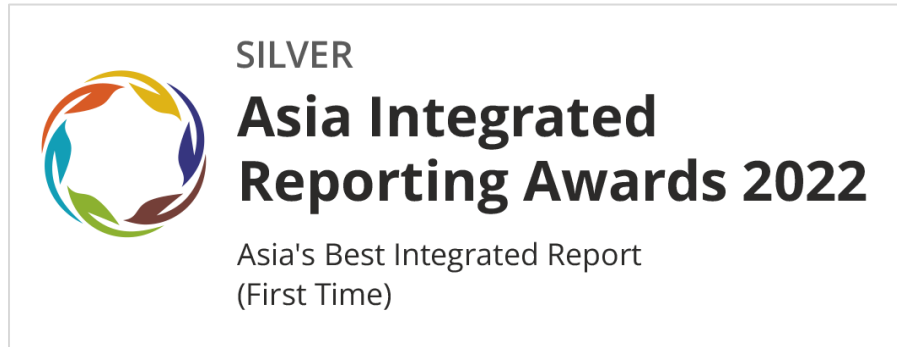 SILVER
Asia Integrated
Reporting Awards 2022
Asia's Best Integrated Report
(First Time)